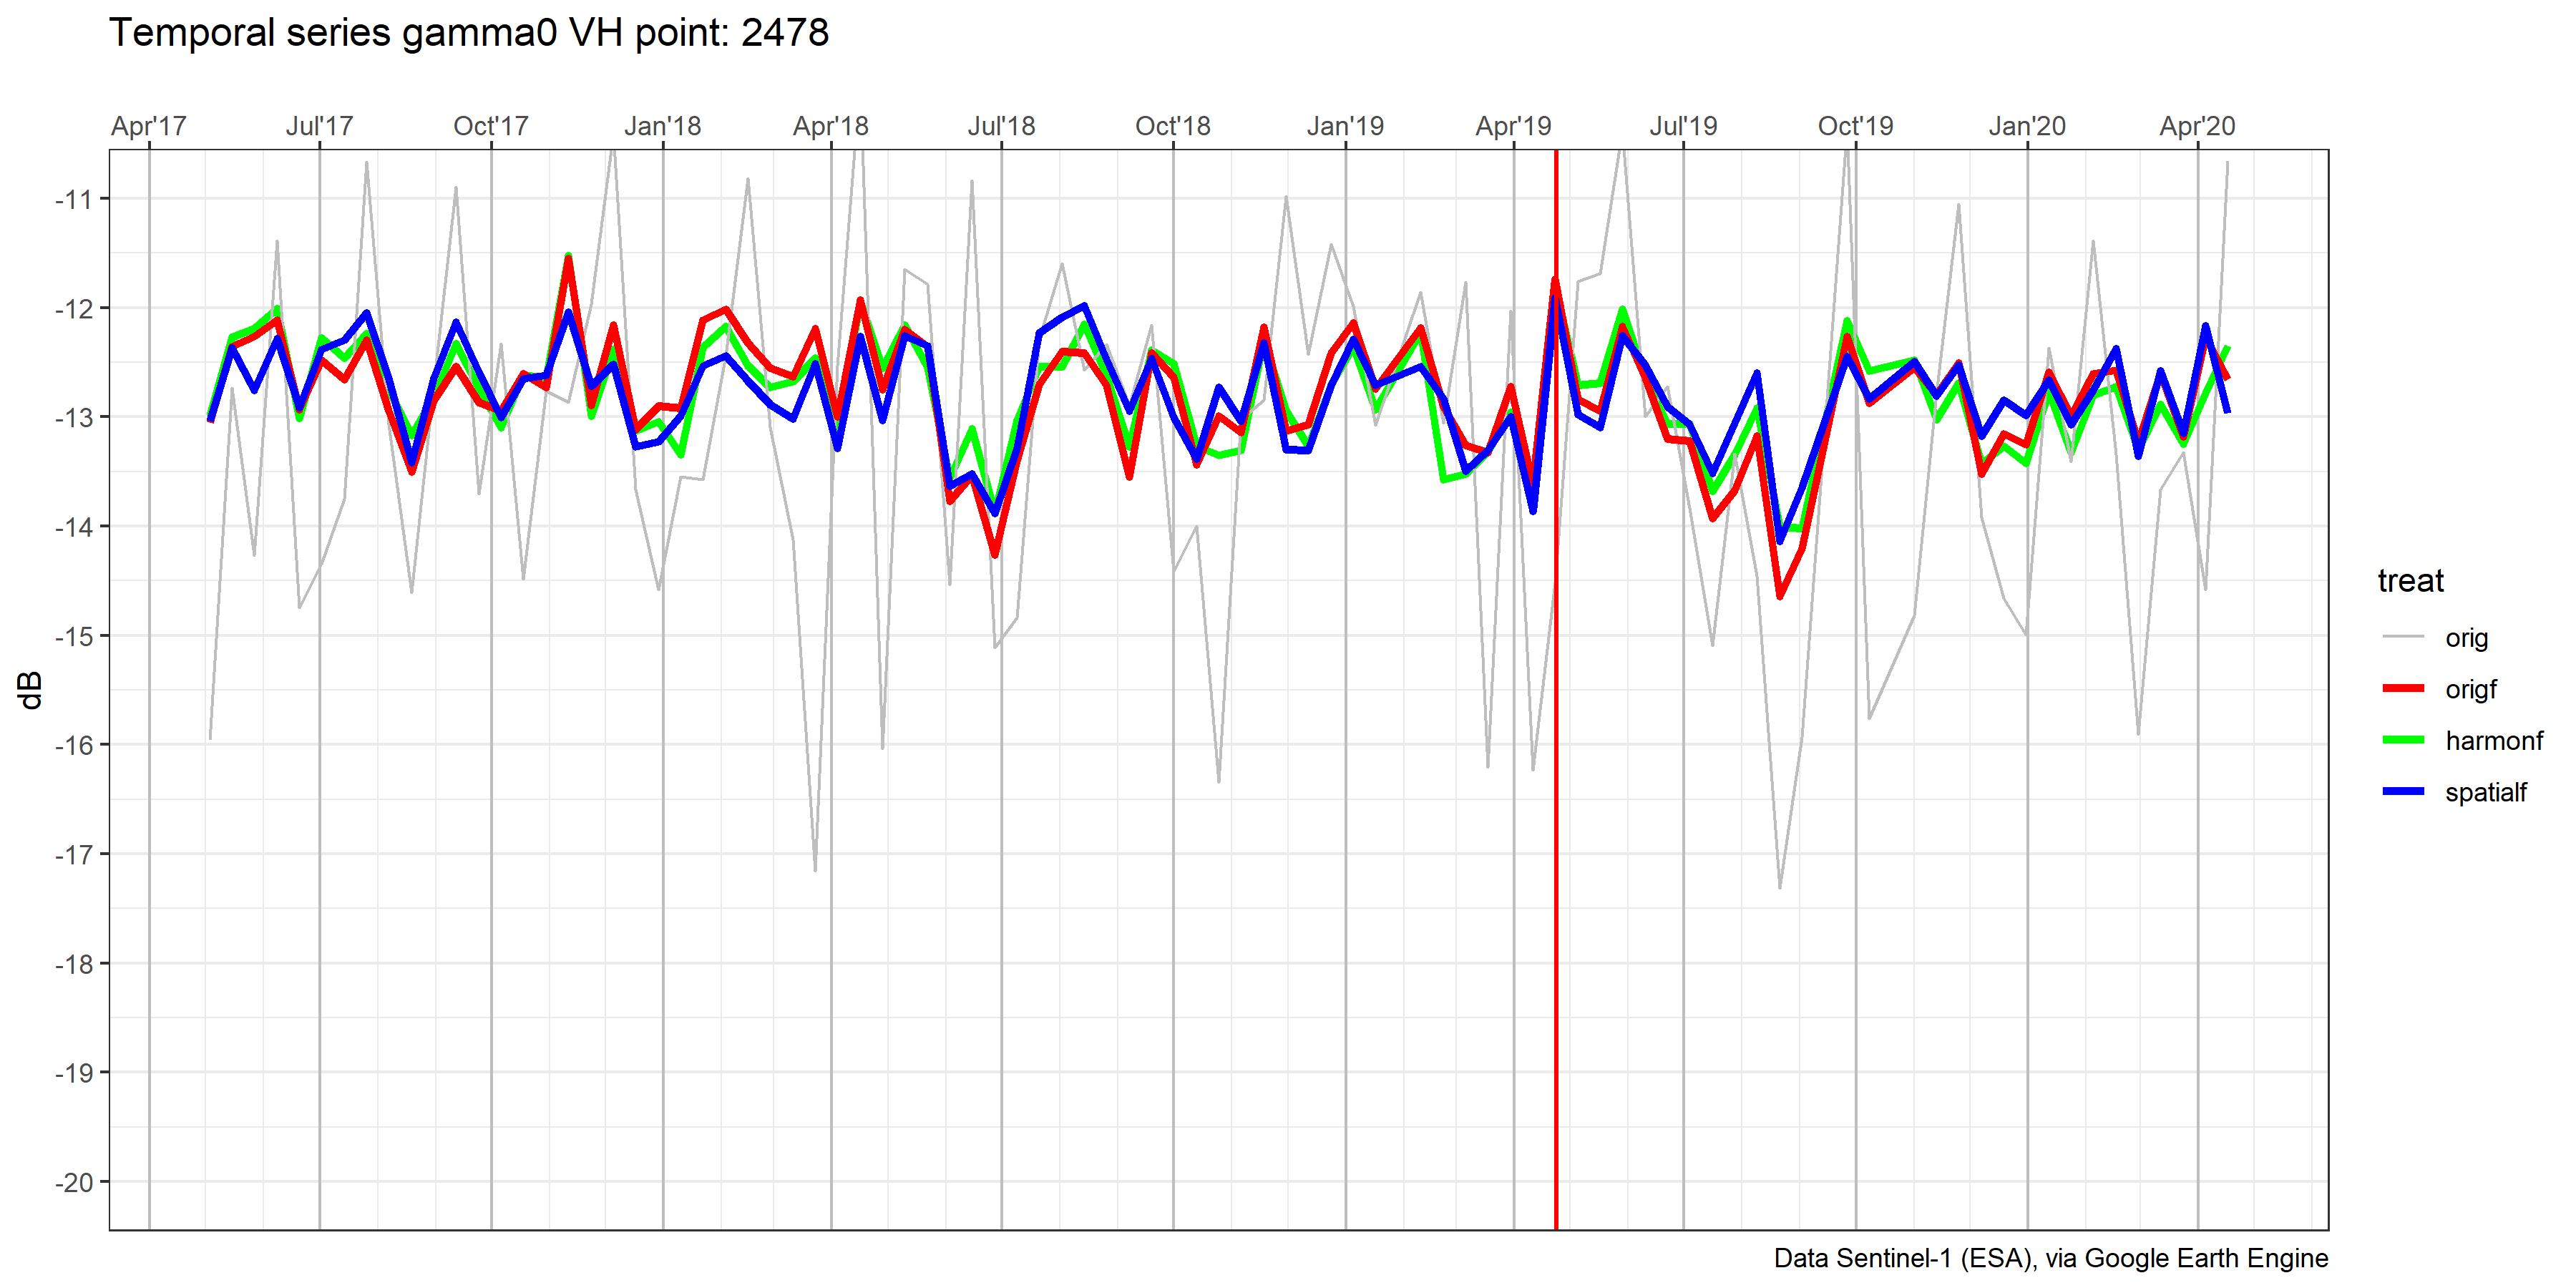 Temporal series gamma0 VH point: 2478
Apr'17 Jul'17 Oct'17 Jan'18 Apr'18 Jul'18 Oct'18 Jan'19 Apr'19 Jul'19 Oct'19 Jan'20 Apr'20
-11
-12
-13
-14
-15
-16
-17
-18
-19
-20
dB
treat
orig
origf
harmonf
spatialf
Data Sentinel-1 (ESA), via Google Earth Engine